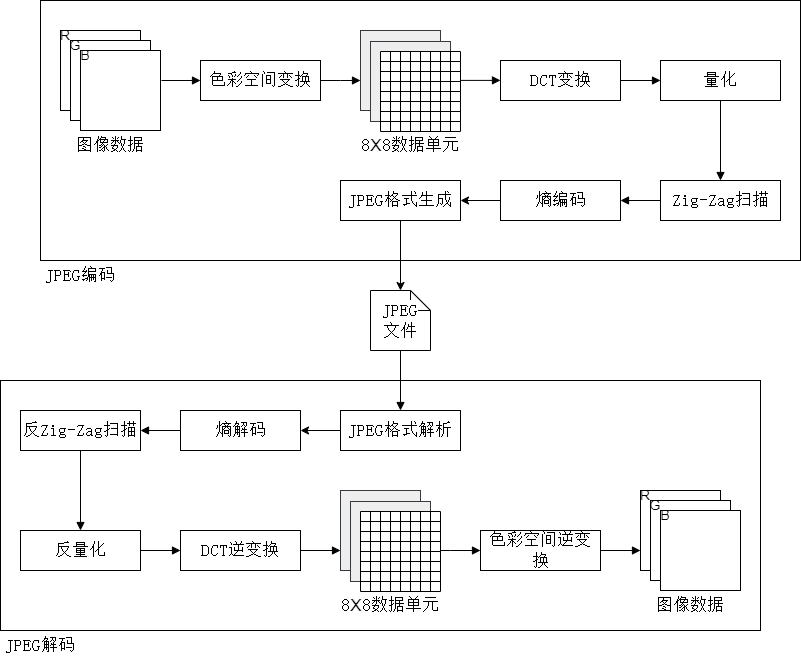 R
G
B
图像数据
色彩空间变换
8X8数据单元
DCT变换
量化
JPEG格式生成
熵编码
Zig-Zag扫描
JPEG编码
JPEG
文件
反Zig-Zag扫描
熵解码
JPEG格式解析
反量化
DCT逆变换
8X8数据单元
色彩空间逆变
换
R
G
B
图像数据
JPEG解码